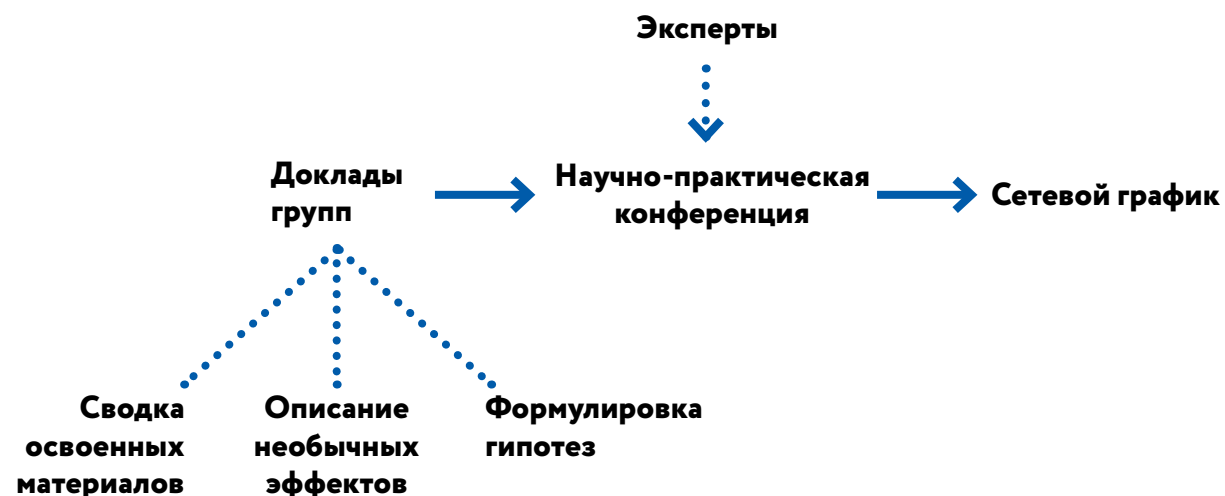 Эксперты
Доклады
групп
Научно-практическая
конференция
Сетевой график
Сводка
освоенных
материалов
Описание
необычных
эффектов
Формулировка
гипотез